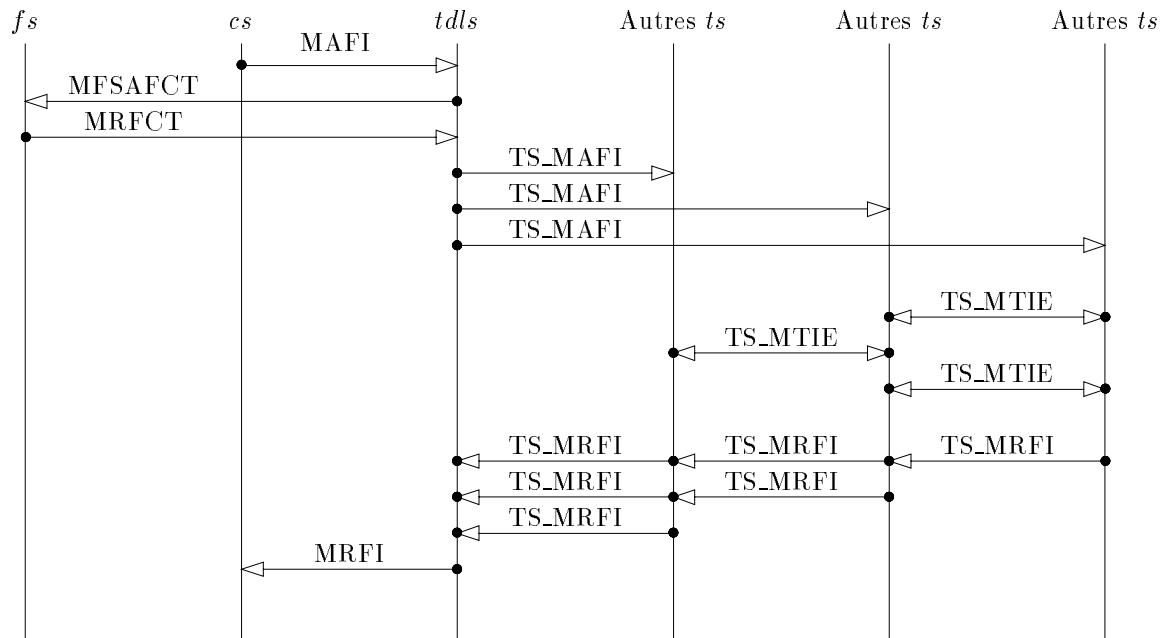 fs cs tdls Autres ts Autres ts Autres ts
MAFI
MFSAFCT
MRFCT
TS_MAFI
TS_MAFI
TS_MAFI
TS_MTIE
TS_MTIE
TS_MTIE
TS_MRFI TS_MRFI TS_MRFI
TS_MRFI TS_MRFI
TS_MRFI
MRFI